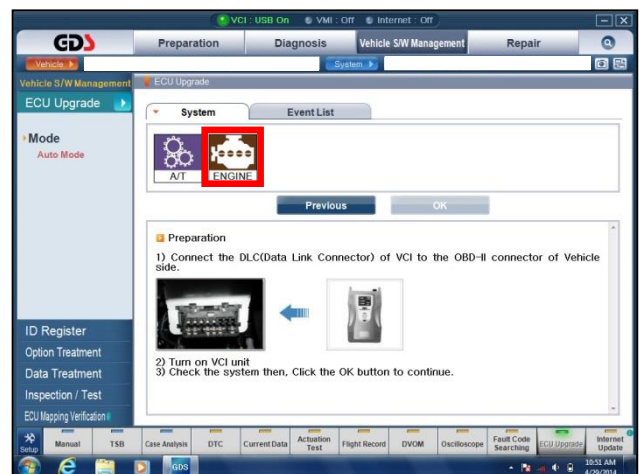 VCI : USB On VMI : Off Internet : Off
GDS Preparation Diagnosis Vehicle S/W Management Repair
Vehicle System
Vehicle S/W Management ECU Upgrade
ECU Upgrade
System Event List
Mode
Auto Mode
A/T ENGINE
Previous OK
Preparation
1) Connect the DLC(Data Link Connector) of VCI to the OBD-II connector of Vehicle
side.
2) Turn on VCI unit
3) Check the system then, Click the OK button to continue.
ID Register
Option Treatment
Data Treatment
Inspection / Test
ECU Mapping Verification
Setup Manual TSB Case Analysis DTC Current Data Actuation Test Flight Record DVOM Oscilloscope Fault Code Searching ECU Upgrade Internet Update
GDS
10:51 AM
4/29/2014